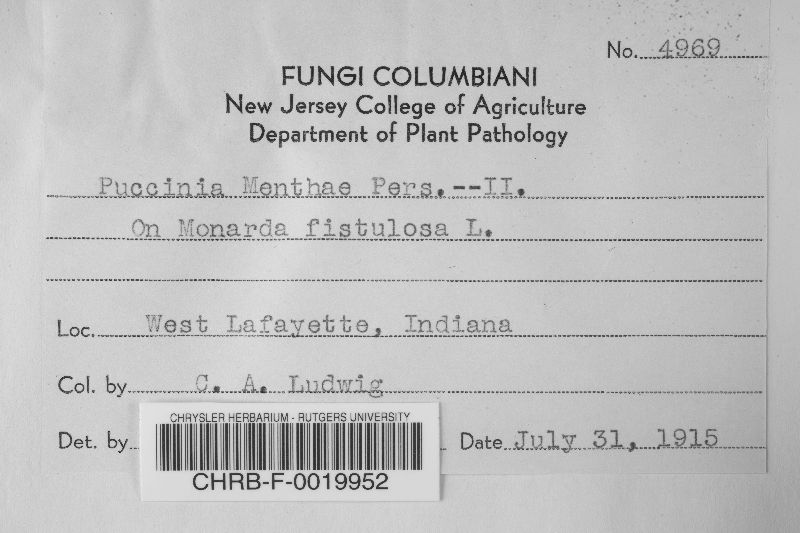 No. 4969
FUNGI COLUMBIANI
New Jersey College of Agriculture
Department of Plant Pathology
Puccinia Menthae Pers.--II.
On Monarda fistulosa L.
Loc. West Lafayette, Indiana
Col. by C. A. Ludwig
Det. by
Date July 31, 1915
CHRYSLER HERBARIUM - RUTGERS UNIVERSITY
CHRB-F-0019952